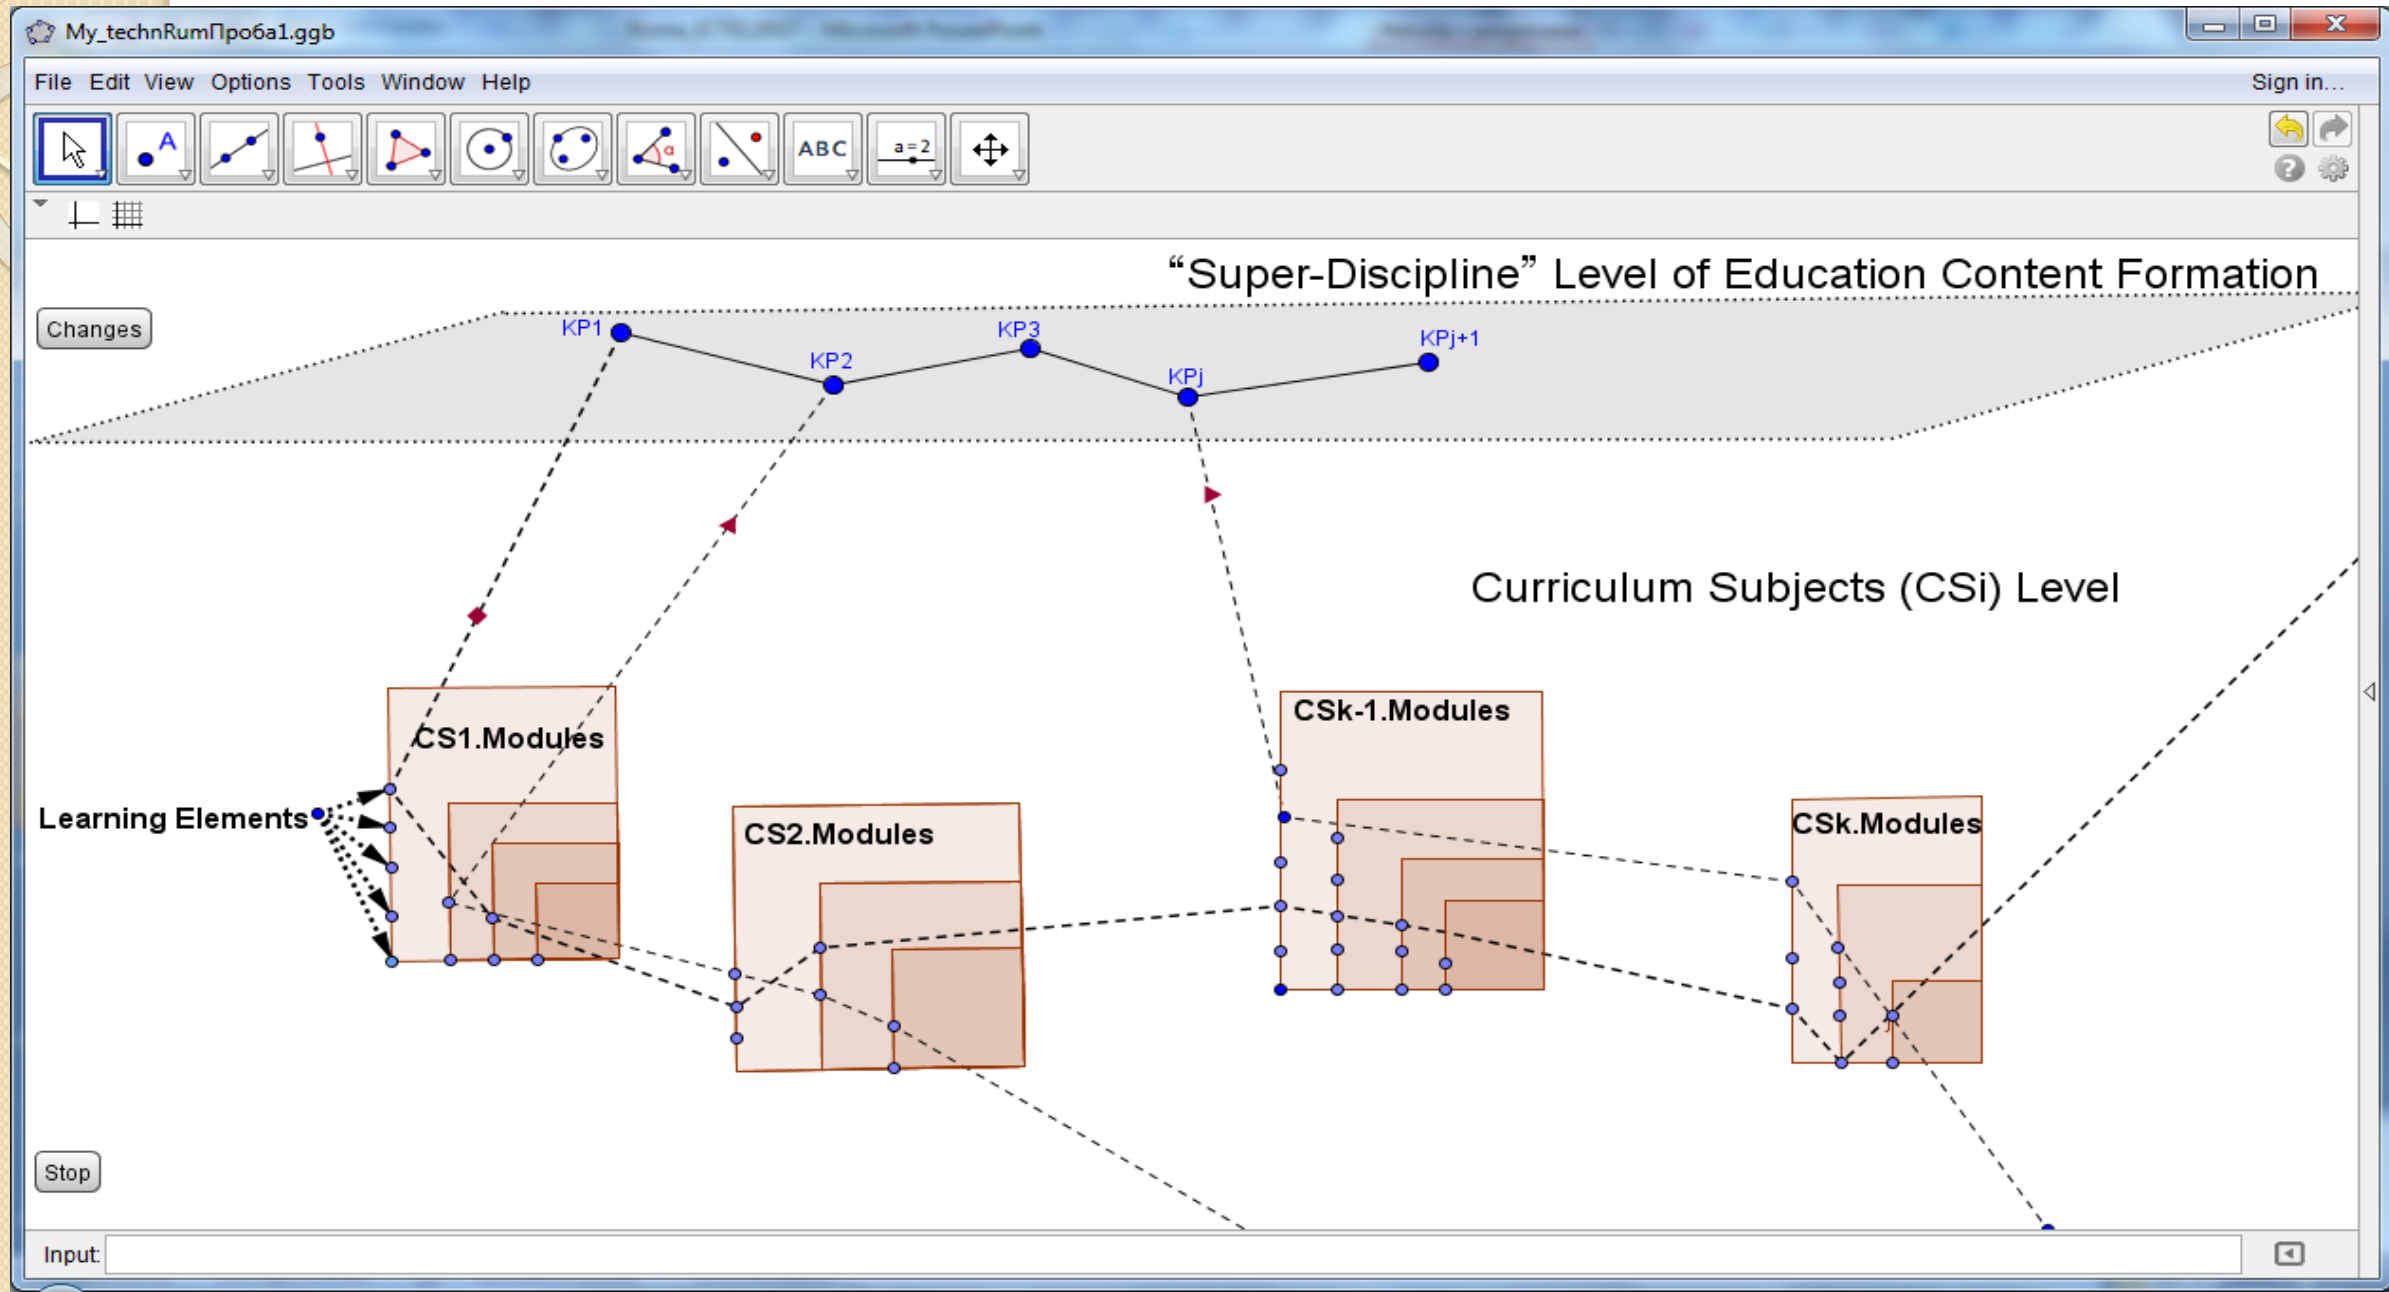 My_technRumПроба1.ggb
File Edit View Options Tools Window Help
Sign in...
A
α
ABC
a=2
“Super-Discipline” Level of Education Content Formation
Changes
KP1
KP2
KP3
KPj
KPj+1
Curriculum Subjects (CSi) Level
CS1.Modules
CS2.Modules
CSk-1.Modules
CSk.Modules
Learning Elements
Stop
Input: